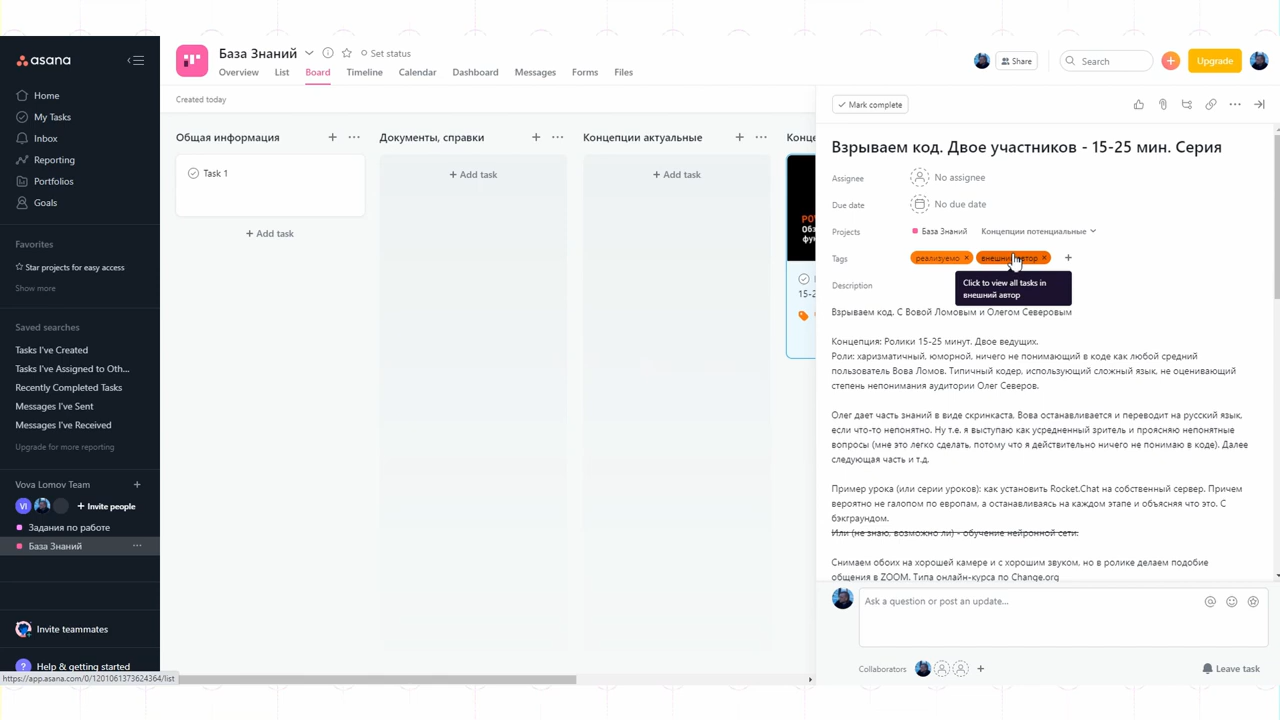 asana
Home
My Tasks
Inbox
Reporting
Portfolios
Goals
Favorites
Star projects for easy access
Show more
Saved searches
Tasks I've Created
Tasks I've Assigned to Oth...
Recently Completed Tasks
Messages I've Sent
Messages I've Received
Upgrade for more reporting
Vova Lomov Team +
VI + Invite people
Задания по работе
База Знаний ...
Invite teammates
? Help & getting started
https://app.asana.com/0/1201061373624364/list
База Знаний Set status
Overview List Board Timeline Calendar Dashboard Messages Forms Files
Share Search Upgrade
Created today
Общая информация + ...
Task 1
+ Add task
Документы, справки + ...
+ Add task
Концепции актуальные + ...
+ Add task
Конце
Обз
фун
15-2
Mark complete
Взрываем код. Двое участников - 15-25 мин. Серия
Assignee No assignee
Due date No due date
Projects База Знаний Концепции потенциальные
Tags реализуемо × внешний автор × +
Click to view all tasks in
внешний автор
Description
Взрываем код. С Вовой Ломовым и Олегом Северовым
Концепция: Ролики 15-25 минут. Двое ведущих.
Роли: харизматичный, юморной, ничего не понимающий в коде как любой средний
пользователь Вова Ломов. Типичный кодер, использующий сложный язык, не оценивающий
степень непонимания аудитории Олег Северов.
Олег дает часть знаний в виде скринкаста, Вова останавливается и переводит на русский язык,
если что-то непонятно. Ну т.е. я выступаю как усредненный зритель и проясняю непонятные
вопросы (мне это легко сделать, потому что я действительно ничего не понимаю в коде). Далее
следующая часть и т.д.
Пример урока (или серии уроков): как установить Rocket.Chat на собственный сервер. Причем
вероятно не галопом по европам, а останавливаясь на каждом этапе и объясняя что это. С
бэкграундом.
Или (не знаю, возможно ли) - обучение нейронной сети.
Снимаем обоих на хорошей камере и с хорошим звуком, но в ролике делаем подобие
общения в ZOOM. Типа онлайн-курса по Change.org
Ask a question or post an update...
Collaborators + Leave task